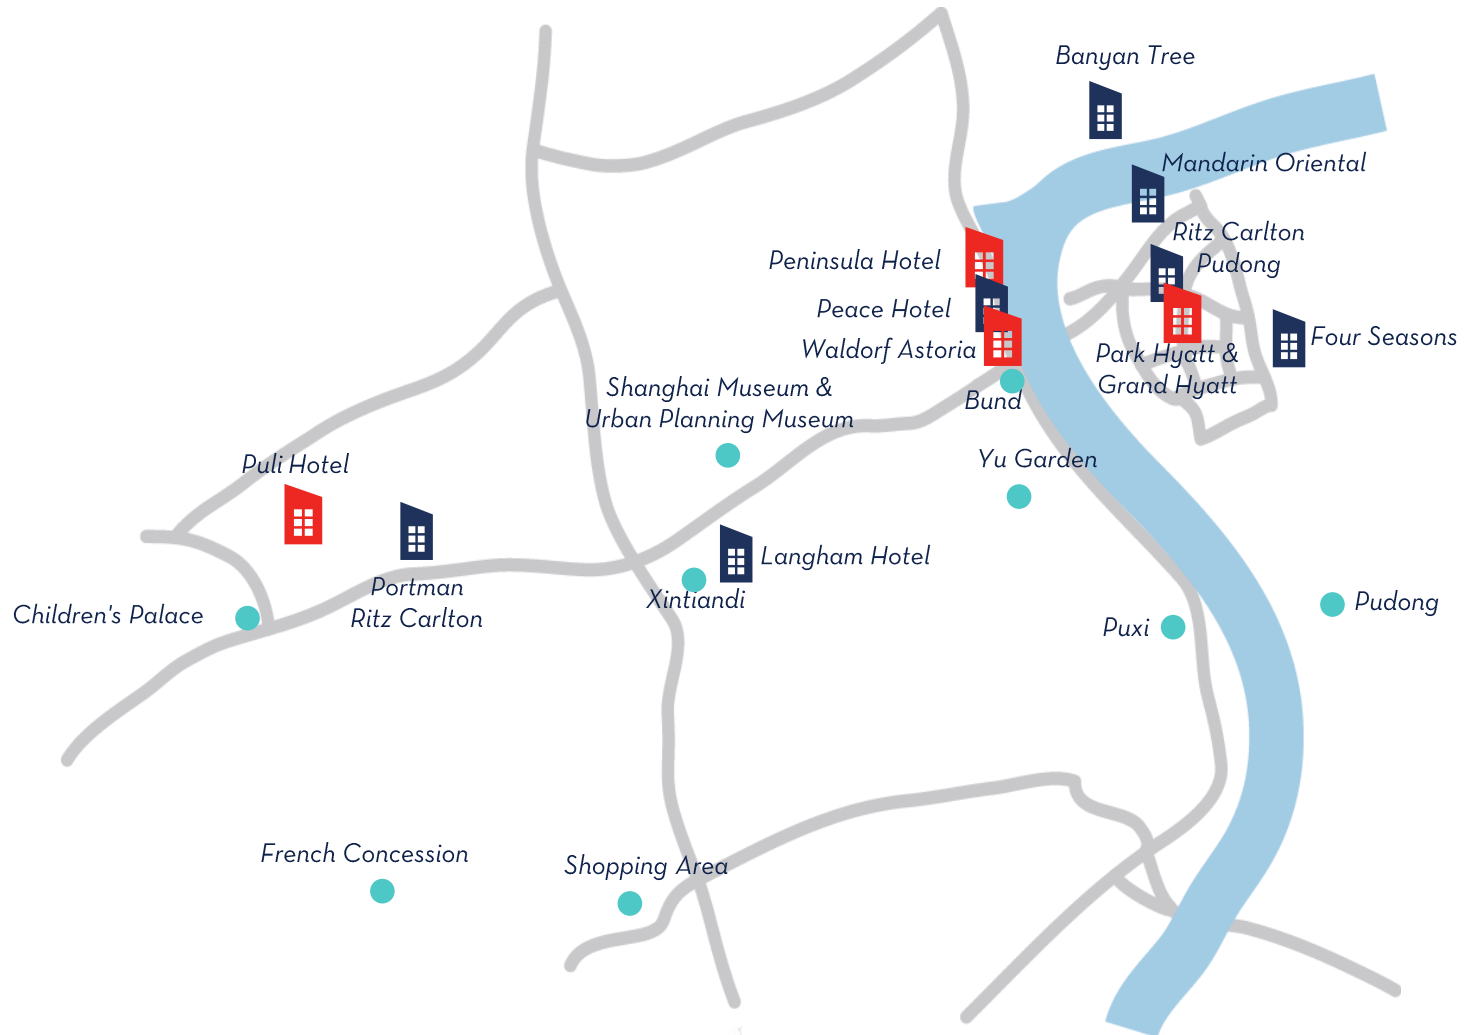 Banyan Tree
Mandarin Oriental
Ritz Carlton
Pudong
Peninsula Hotel
Peace Hotel
Waldorf Astoria
Four Seasons
Park Hyatt &
Grand Hyatt
Shanghai Museum &
Urban Planning Museum
Bund
Yu Garden
Puli Hotel
Langham Hotel
Portman
Ritz Carlton
Xintiandi
Children's Palace
Puxi
Pudong
French Concession
Shopping Area